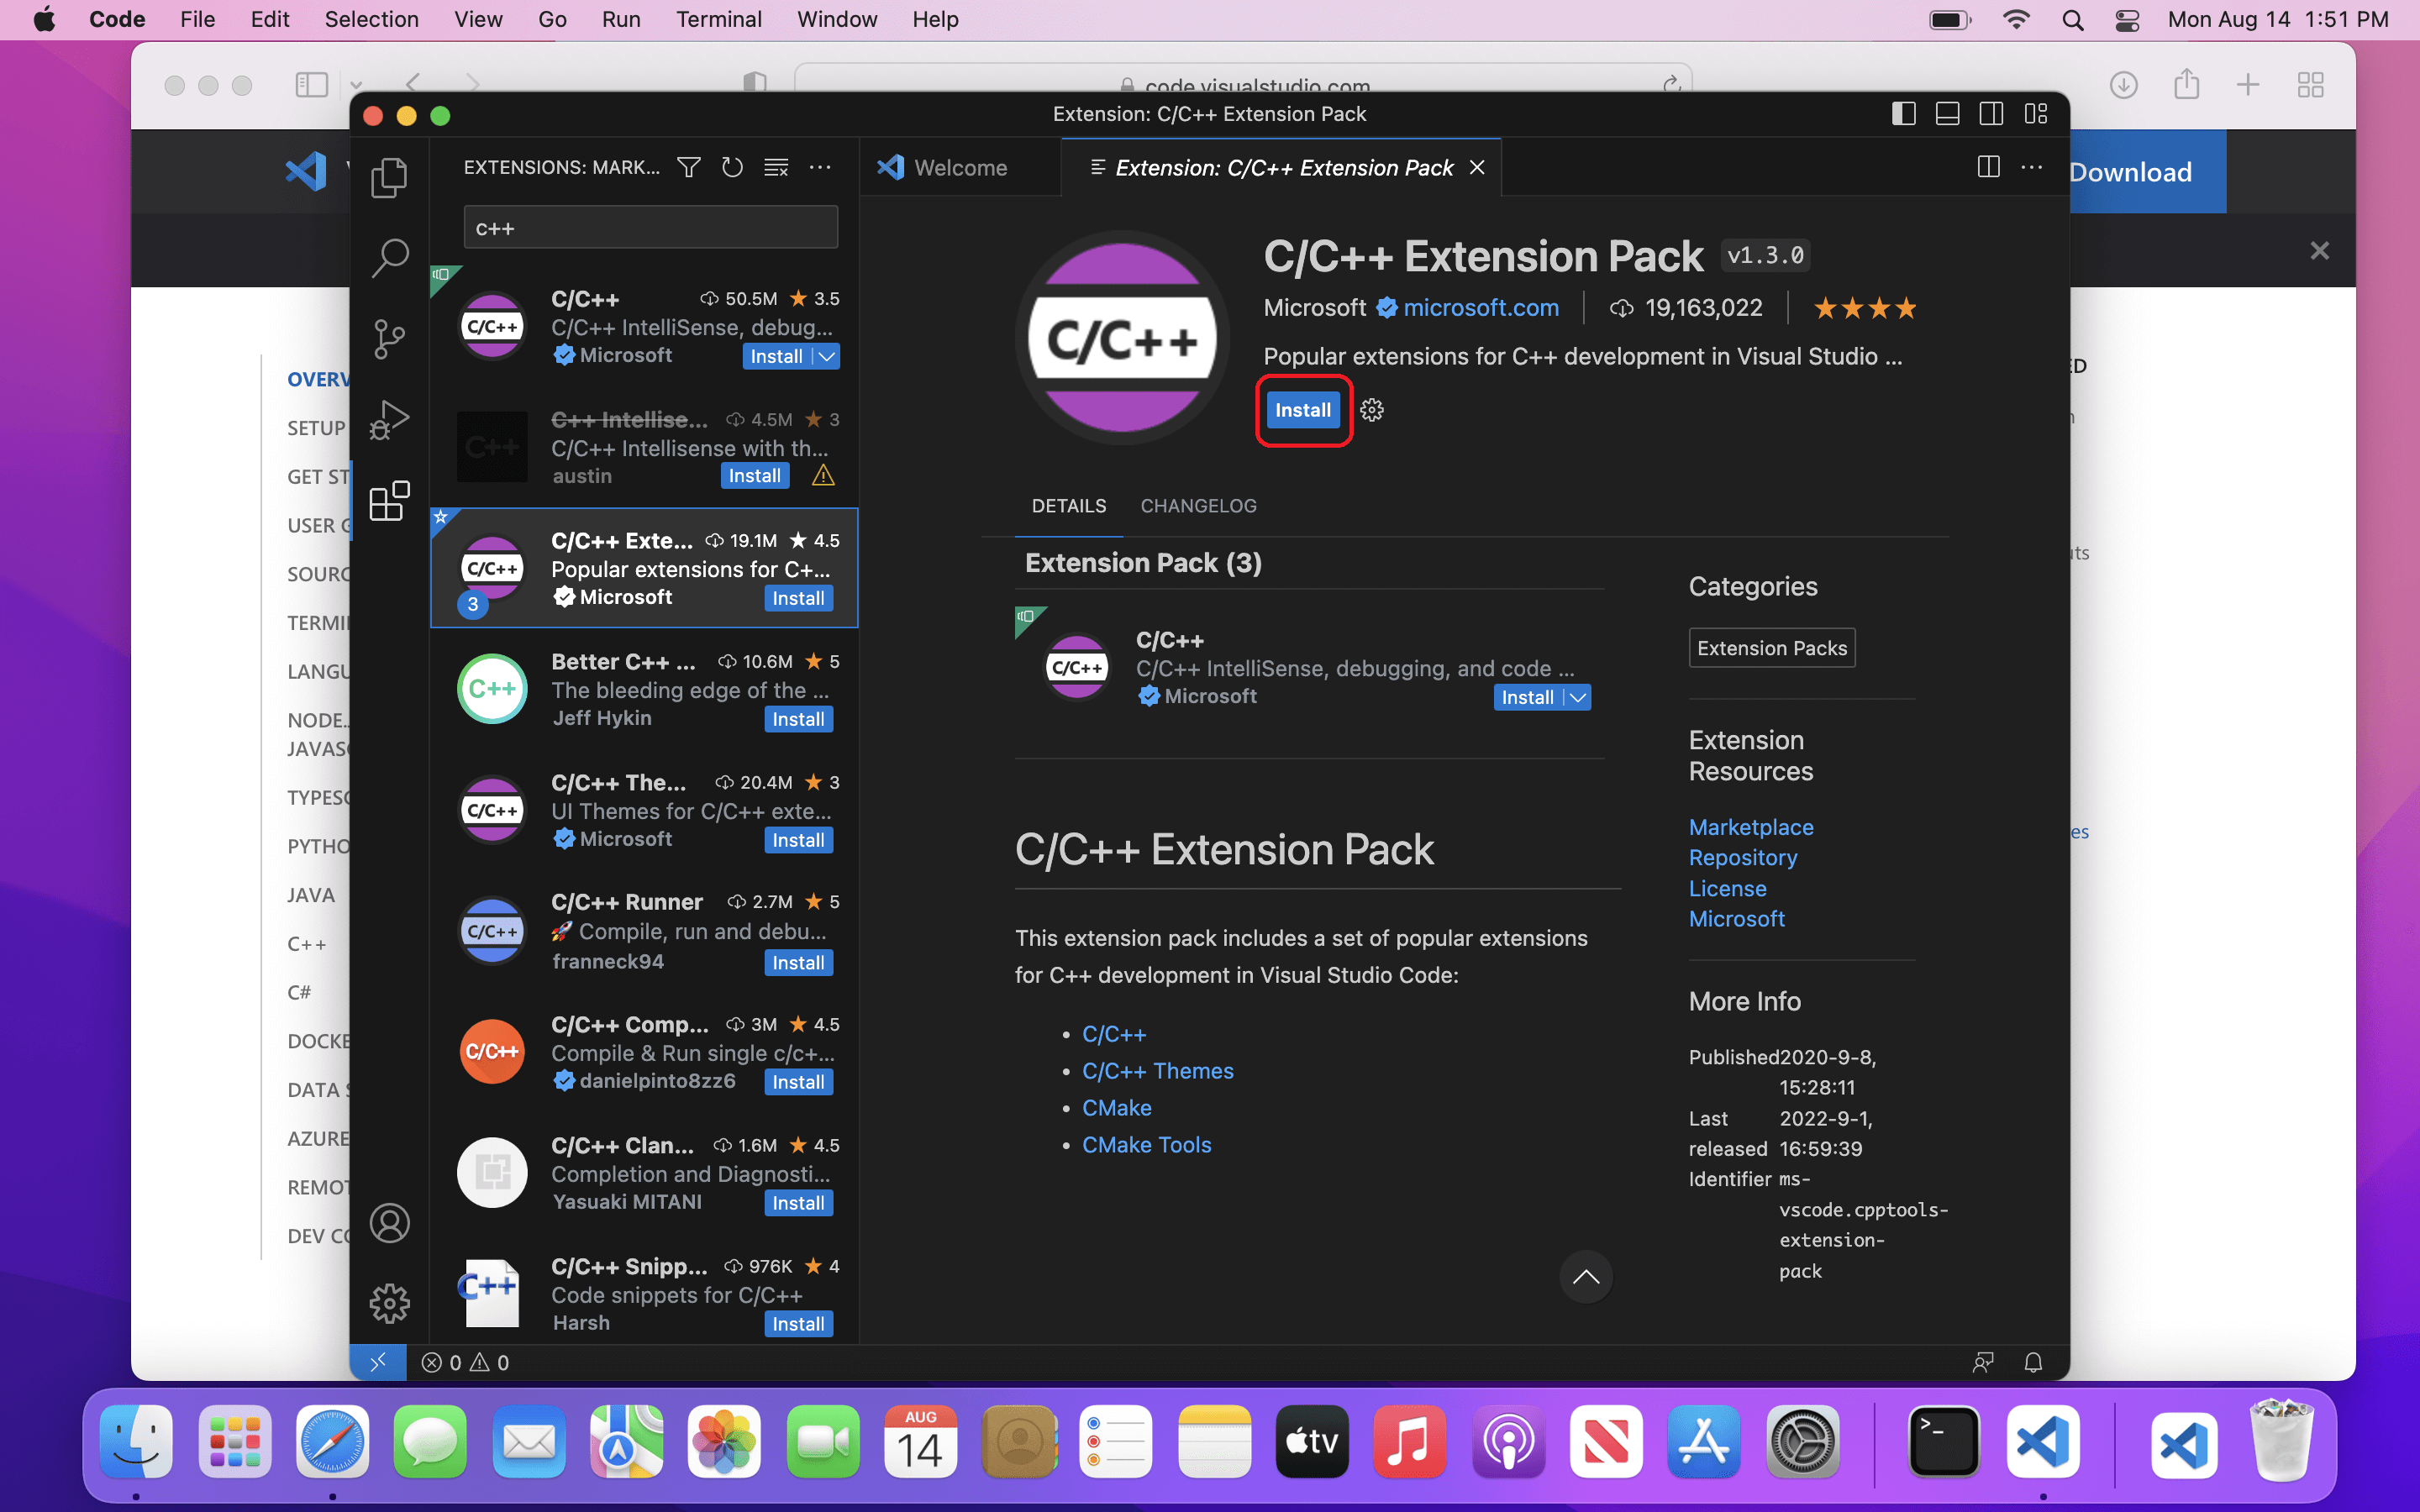 Code File Edit Selection View Go Run Terminal Window Help Mon Aug 14 1:51 PM
code.visualstudio.com
Extension: C/C++ Extension Pack
EXTENSIONS: MARK...
Welcome
Extension: C/C++ Extension Pack
Download
c++
C/C++ 50.5M 3.5
C/C++ IntelliSense, debug...
Microsoft Install
C++ Intellise... 4.5M 3
C/C++ Intellisense with th...
austin Install
C/C++ Exte... 19.1M 4.5
Popular extensions for C+...
Microsoft Install
3
Better C++ ... 10.6M 5
The bleeding edge of the ...
Jeff Hykin Install
C/C++ The... 20.4M 3
UI Themes for C/C++ exte...
Microsoft Install
C/C++ Runner 2.7M 5
🚀 Compile, run and debu...
franneck94 Install
C/C++ Comp... 3M 4.5
Compile & Run single c/c+...
danielpinto8zz6 Install
C/C++ Clan... 1.6M 4.5
Completion and Diagnosti...
Yasuaki MITANI Install
C/C++ Snipp... 976K 4
Code snippets for C/C++
Harsh Install
C/C++
C++
C/C++
C++
C/C++
C/C++
C/C++
C++
C/C++
C/C++ Extension Pack v1.3.0
Microsoft microsoft.com 19,163,022
Popular extensions for C++ development in Visual Studio ...
Install
DETAILS CHANGELOG
Extension Pack (3)
C/C++
C/C++
C/C++ IntelliSense, debugging, and code ...
Microsoft Install
C/C++ Extension Pack
This extension pack includes a set of popular extensions
for C++ development in Visual Studio Code:
• C/C++
• C/C++ Themes
• CMake
• CMake Tools
Categories
Extension Packs
Extension
Resources
Marketplace
Repository
License
Microsoft
More Info
Published 2020-9-8,
15:28:11
Last 2022-9-1,
released 16:59:39
Identifier ms-
vscode.cpptools-
extension-
pack
0 0
OVERV
SETUP
GET ST
USER G
SOURC
TERMI
LANGU
NODE.
JAVASC
TYPESC
PYTHO
JAVA
C++
C#
DOCKE
DATA S
AZURE
REMOT
DEV CO
ED
uts
es
AUG
14
tv
>_